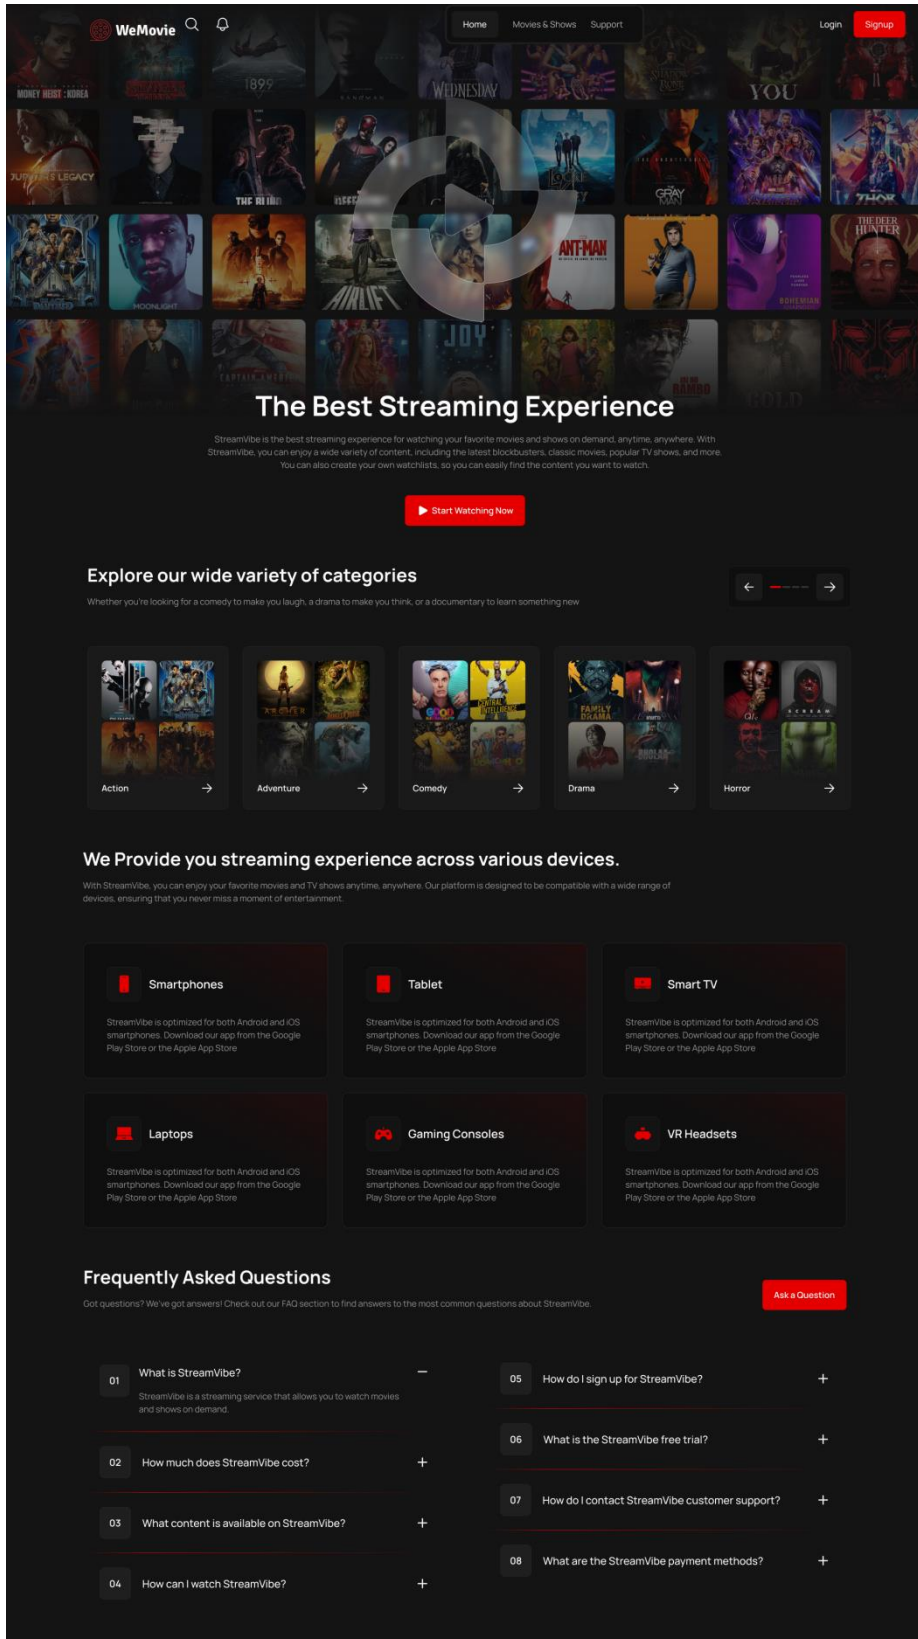 WeMovie
Home
Movies & Shows
Support
Login
Signup
MONEY HEIST : KOREA
1899
SANDMAN
WEDNESDAY
YOU
LEGACY
LOCKE
GRAY MAN
THOR
MOONLIGHT
AIRLIFT
ANT-MAN
BOHEMIAN
THE DEER
HUNTER
CAPTAIN AMERICA
JOY
RAMBO
The Best Streaming Experience
StreamVibe is the best streaming experience for watching your favorite movies and shows on demand, anytime, anywhere. With
StreamVibe, you can enjoy a wide variety of content, including the latest blockbusters, classic movies, popular TV shows, and more.
You can also create your own watchlists, so you can easily find the content you want to watch.
Start Watching Now
Explore our wide variety of categories
Whether you're looking for a comedy to make you laugh, a drama to make you think, or a documentary to learn something new
GOOD
CENTRAL
INTELLIGENCE
FAMILY
DRAMA
SCREAM
Action
Adventure
Comedy
Drama
Horror
We Provide you streaming experience across various devices.
With StreamVibe, you can enjoy your favorite movies and TV shows anytime, anywhere. Our platform is designed to be compatible with a wide range of
devices, ensuring that you never miss a moment of entertainment.
Smartphones
StreamVibe is optimized for both Android and iOS
smartphones. Download our app from the Google
Play Store or the Apple App Store
Tablet
StreamVibe is optimized for both Android and iOS
smartphones. Download our app from the Google
Play Store or the Apple App Store
Smart TV
StreamVibe is optimized for both Android and iOS
smartphones. Download our app from the Google
Play Store or the Apple App Store
Laptops
StreamVibe is optimized for both Android and iOS
smartphones. Download our app from the Google
Play Store or the Apple App Store
Gaming Consoles
StreamVibe is optimized for both Android and iOS
smartphones. Download our app from the Google
Play Store or the Apple App Store
VR Headsets
StreamVibe is optimized for both Android and iOS
smartphones. Download our app from the Google
Play Store or the Apple App Store
Frequently Asked Questions
Got questions? We've got answers! Check out our FAQ section to find answers to the most common questions about StreamVibe.
Ask a Question
01
What is StreamVibe?
StreamVibe is a streaming service that allows you to watch movies
and shows on demand.
02
How much does StreamVibe cost?
03
What content is available on StreamVibe?
04
How can I watch StreamVibe?
05
How do I sign up for StreamVibe?
06
What is the StreamVibe free trial?
07
How do I contact StreamVibe customer support?
08
What are the StreamVibe payment methods?